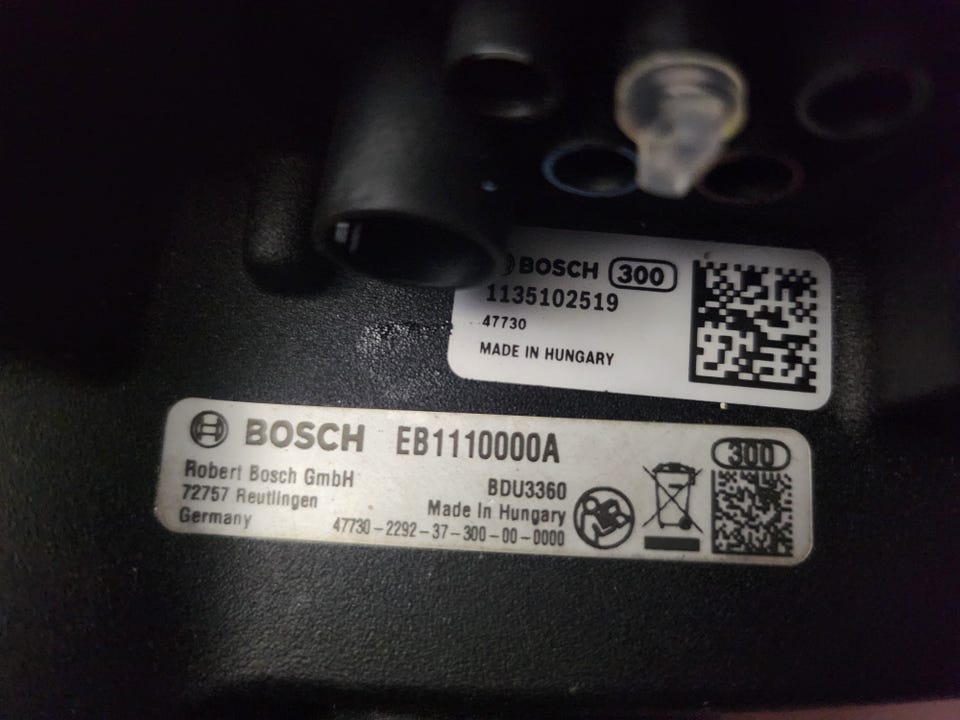 BOSCH 300
1135102519
47730
MADE IN HUNGARY
BOSCH EB1110000A 300
Robert Bosch GmbH
72757 Reutlingen
Germany
BDU3360
Made In Hungary
47730-2292-37-300-00-0000